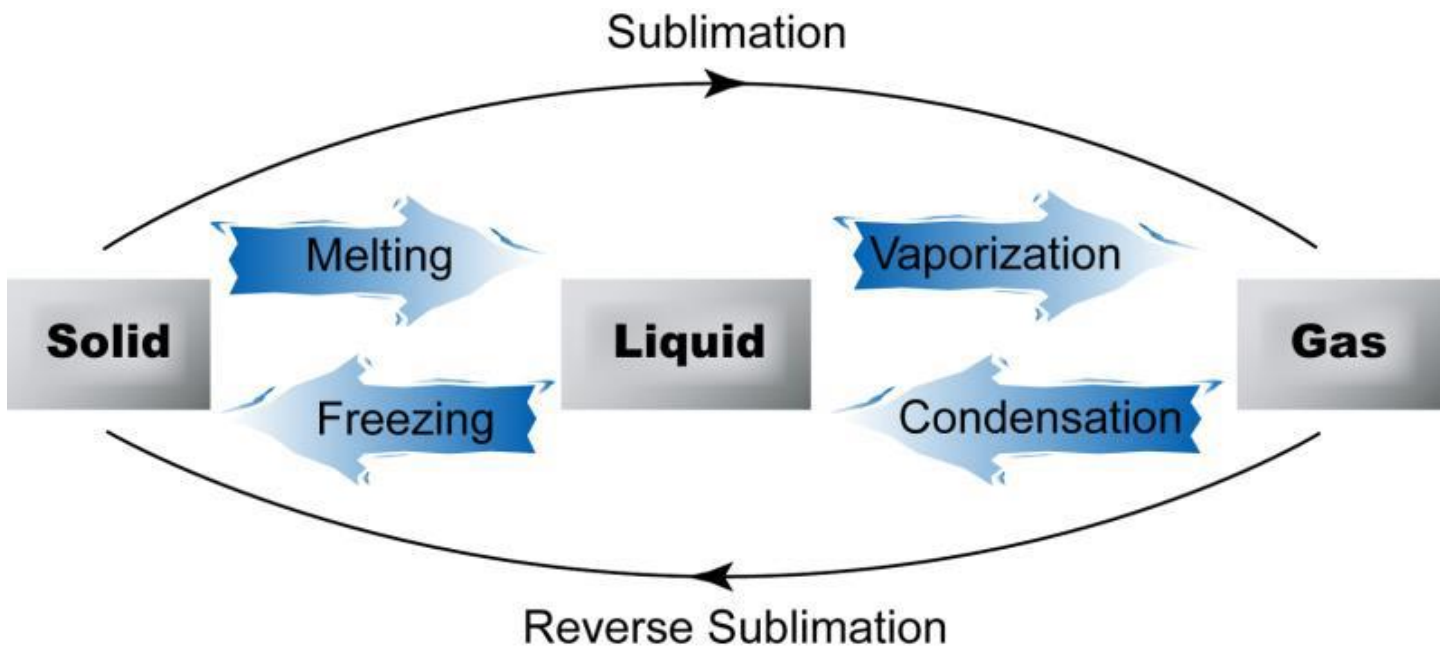 Sublimation
Melting
Vaporization
Solid
Liquid
Gas
Freezing
Condensation
Reverse Sublimation